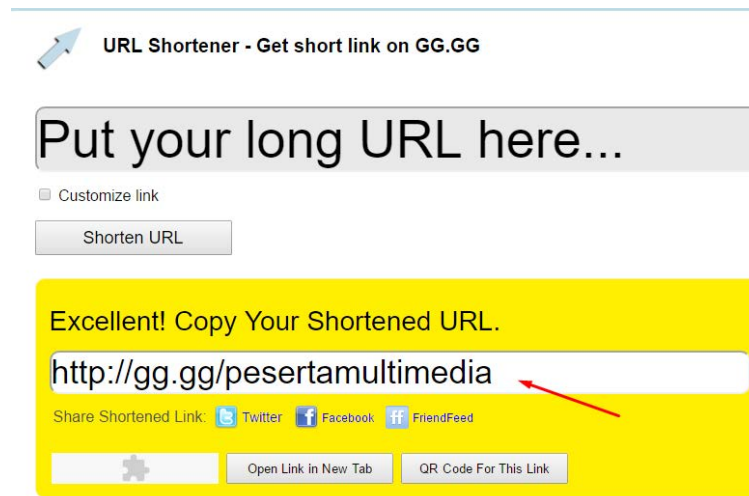 URL Shortener - Get short link on GG.GG
Put your long URL here...
Customize link
Shorten URL
Excellent! Copy Your Shortened URL.
http://gg.gg/pesertamultimedia
Share Shortened Link: Twitter Facebook FriendFeed
Open Link in New Tab QR Code For This Link